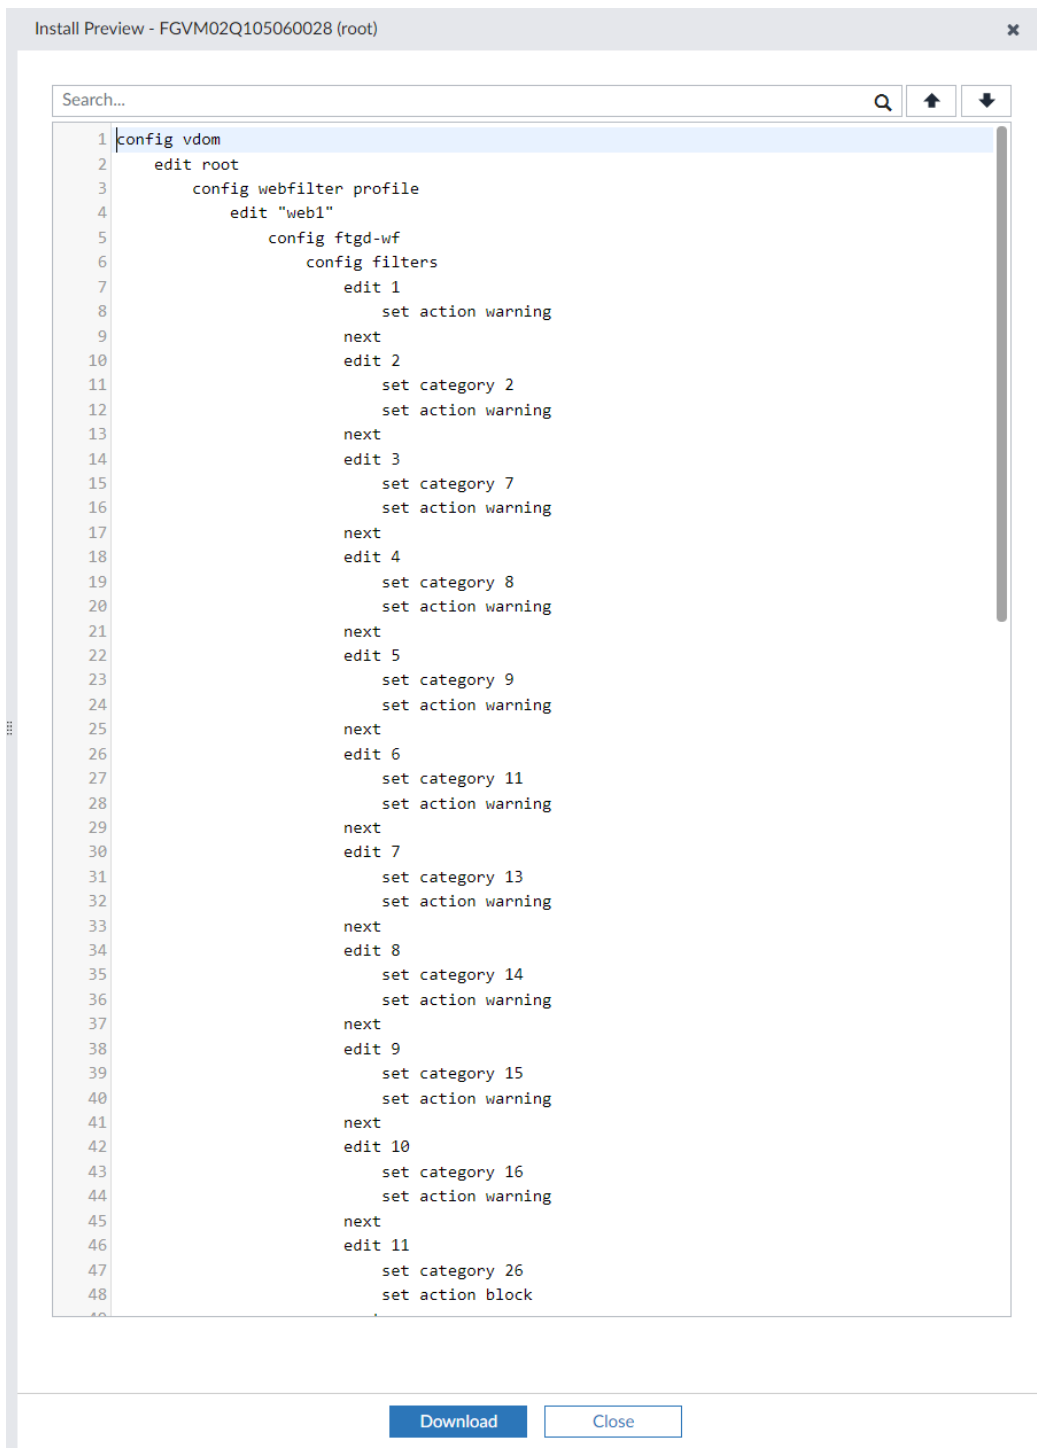 Install Preview - FGVM02Q105060028 (root)
Search...
1 config vdom
2 edit root
3 config webfilter profile
4 edit "web1"
5 config ftgd-wf
6 config filters
7 edit 1
8 set action warning
9 next
10 edit 2
11 set category 2
12 set action warning
13 next
14 edit 3
15 set category 7
16 set action warning
17 next
18 edit 4
19 set category 8
20 set action warning
21 next
22 edit 5
23 set category 9
24 set action warning
25 next
26 edit 6
27 set category 11
28 set action warning
29 next
30 edit 7
31 set category 13
32 set action warning
33 next
34 edit 8
35 set category 14
36 set action warning
37 next
38 edit 9
39 set category 15
40 set action warning
41 next
42 edit 10
43 set category 16
44 set action warning
45 next
46 edit 11
47 set category 26
48 set action block
Download
Close